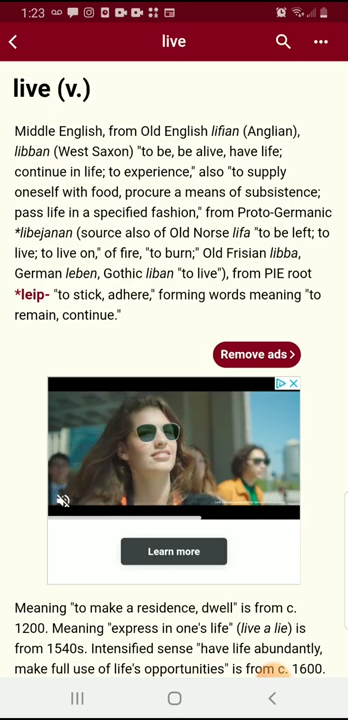 1:23
live
live (v.)
Middle English, from Old English lifian (Anglian),
libban (West Saxon) "to be, be alive, have life;
continue in life; to experience," also "to supply
oneself with food, procure a means of subsistence;
pass life in a specified fashion," from Proto-Germanic
*libejanan (source also of Old Norse lifa "to be left; to
live; to live on," of fire, "to burn;" Old Frisian libba,
German leben, Gothic liban "to live"), from PIE root
*leip- "to stick, adhere," forming words meaning "to
remain, continue."
Remove ads
Learn more
Meaning "to make a residence, dwell" is from c.
1200. Meaning "express in one's life" (live a lie) is
from 1540s. Intensified sense "have life abundantly,
make full use of life's opportunities" is from c. 1600.